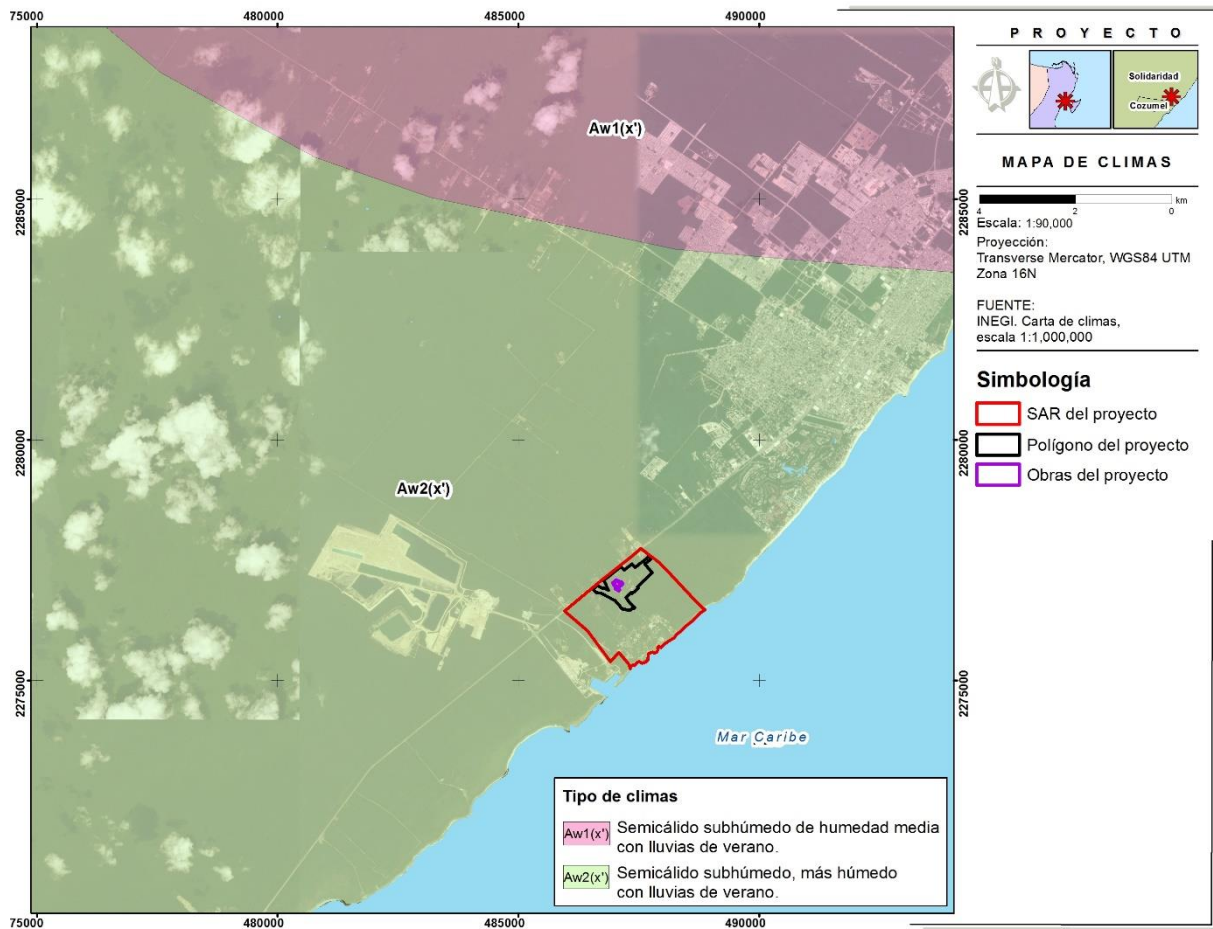 75000
480000
485000
490000
2285000
2280000
2275000
Aw1(x')
Aw2(x')
Mar Caribe
Tipo de climas
Aw1(x') Semicálido subhúmedo de humedad media
con lluvias de verano.
Aw2(x') Semicálido subhúmedo, más húmedo
con lluvias de verano.
2285000
2280000
2275000
75000
480000
485000
490000
P R O Y E C T O
Solidaridad
Cozumel
MAPA DE CLIMAS
4 2 0 km
Escala: 1:90,000
Proyección:
Transverse Mercator, WGS84 UTM
Zona 16N
FUENTE:
INEGI. Carta de climas,
escala 1:1,000,000
Simbología
SAR del proyecto
Polígono del proyecto
Obras del proyecto